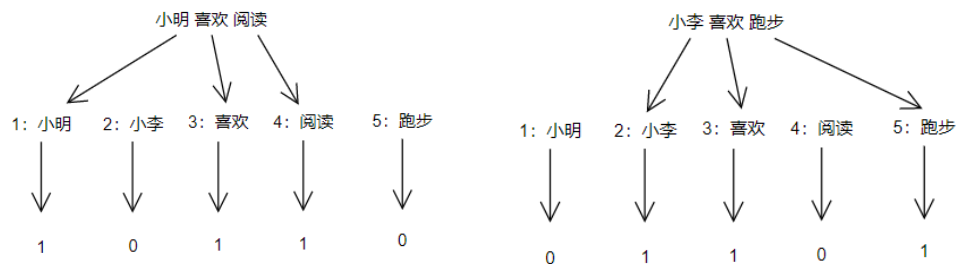 小明 喜欢 阅读
1：小明 2：小李 3：喜欢 4：阅读 5：跑步
1 0 1 1 0
小李 喜欢 跑步
1：小明 2：小李 3：喜欢 4：阅读 5：跑步
0 1 1 0 1